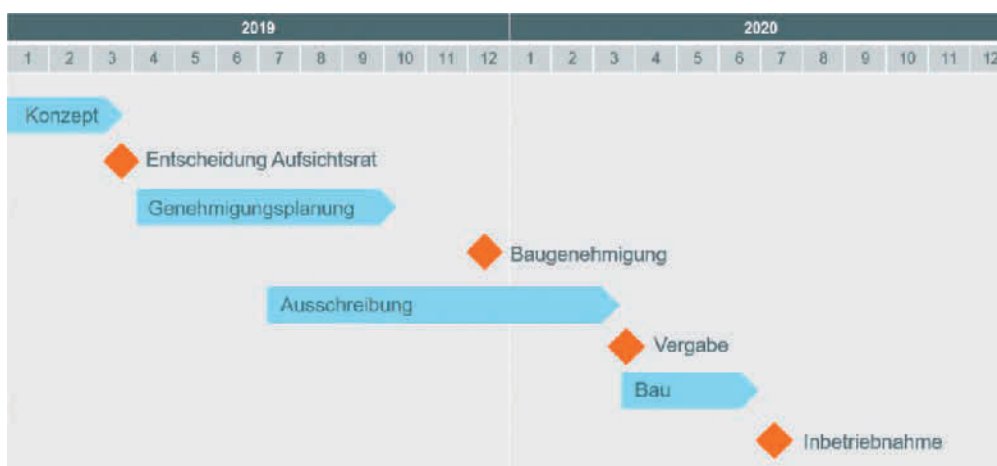 2019 2020
1 2 3 4 5 6 7 8 9 10 11 12 1 2 3 4 5 6 7 8 9 10 11 12
Konzept
Entscheidung Aufsichtsrat
Genehmigungsplanung
Baugenehmigung
Ausschreibung
Vergabe
Bau
Inbetriebnahme